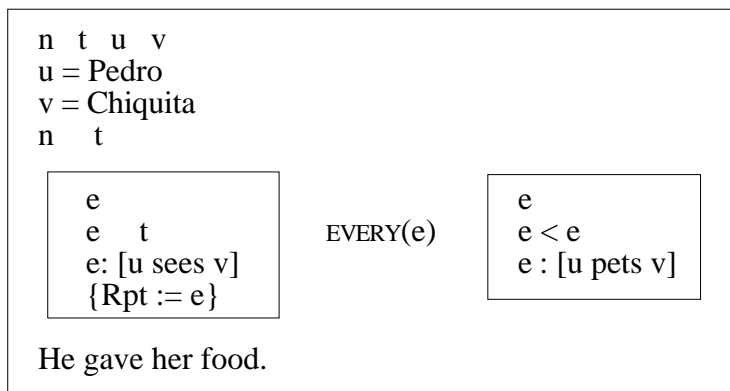 n t u v
u = Pedro
v = Chiquita
n t
e
e t
e: [u sees v]
{Rpt := e}
EVERY(e)
e
e < e
e : [u pets v]
He gave her food.